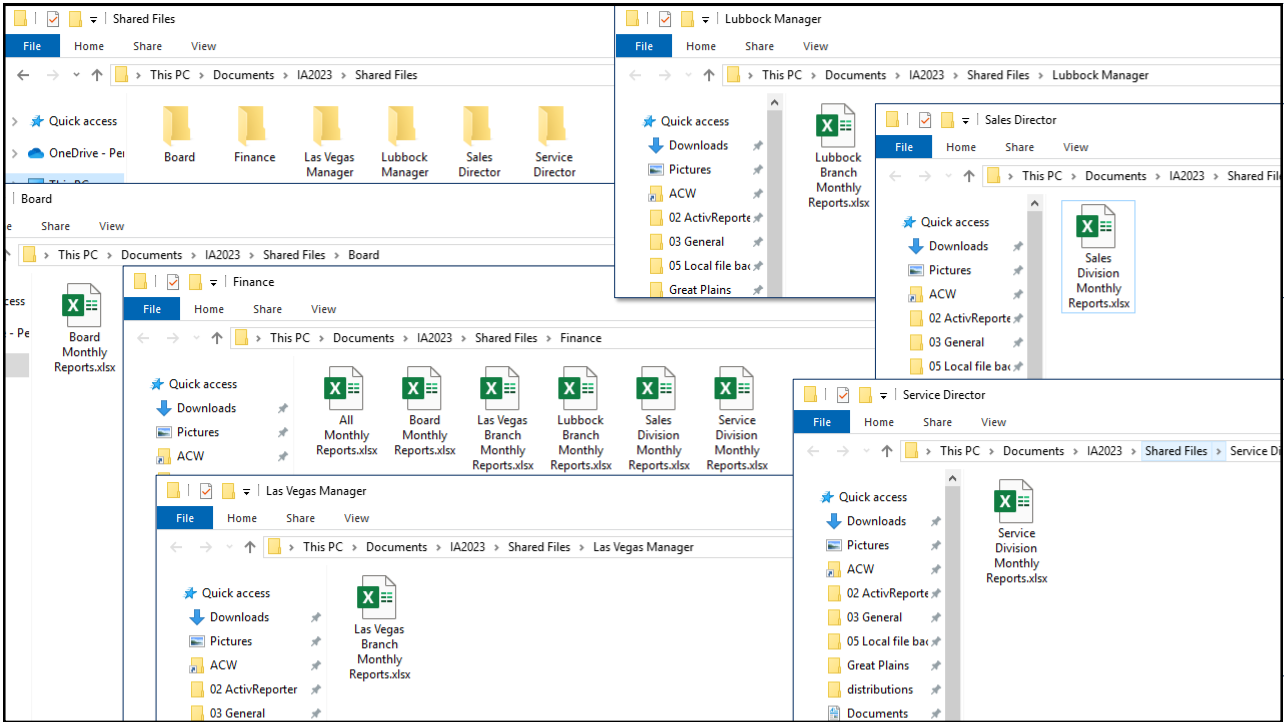 Shared Files
File Home Share View
This PC > Documents > IA2023 > Shared Files
Quick access
OneDrive - Per
Board
Finance
Las Vegas
Manager
Lubbock
Manager
Sales
Director
Service
Director
Board
Share View
This PC > Documents > IA2023 > Shared Files > Board
cess
- Pe
Board
Monthly
Reports.xlsx
Finance
File Home Share View
This PC > Documents > IA2023 > Shared Files > Finance
Quick access
Downloads
Pictures
ACW
All
Monthly
Reports.xlsx
Board
Monthly
Reports.xlsx
Las Vegas
Branch
Monthly
Reports.xlsx
Lubbock
Branch
Monthly
Reports.xlsx
Sales
Division
Monthly
Reports.xlsx
Service
Division
Monthly
Reports.xlsx
Las Vegas Manager
File Home Share View
This PC > Documents > IA2023 > Shared Files > Las Vegas Manager
Quick access
Downloads
Pictures
ACW
02 ActivReporter
03 General
Las Vegas
Branch
Monthly
Reports.xlsx
Lubbock Manager
File Home Share View
This PC > Documents > IA2023 > Shared Files > Lubbock Manager
Quick access
Downloads
Pictures
ACW
02 ActivReporte
03 General
05 Local file bac
Great Plains
Lubbock
Branch
Monthly
Reports.xlsx
Sales Director
File Home Share View
This PC > Documents > IA2023 > Shared File
Quick access
Downloads
Pictures
ACW
02 ActivReporte
03 General
05 Local file bac
Sales
Division
Monthly
Reports.xlsx
Service Director
File Home Share View
This PC > Documents > IA2023 > Shared Files > Service Di
Quick access
Downloads
Pictures
ACW
02 ActivReporte
03 General
05 Local file bac
Great Plains
distributions
Documents
Service
Division
Monthly
Reports.xlsx